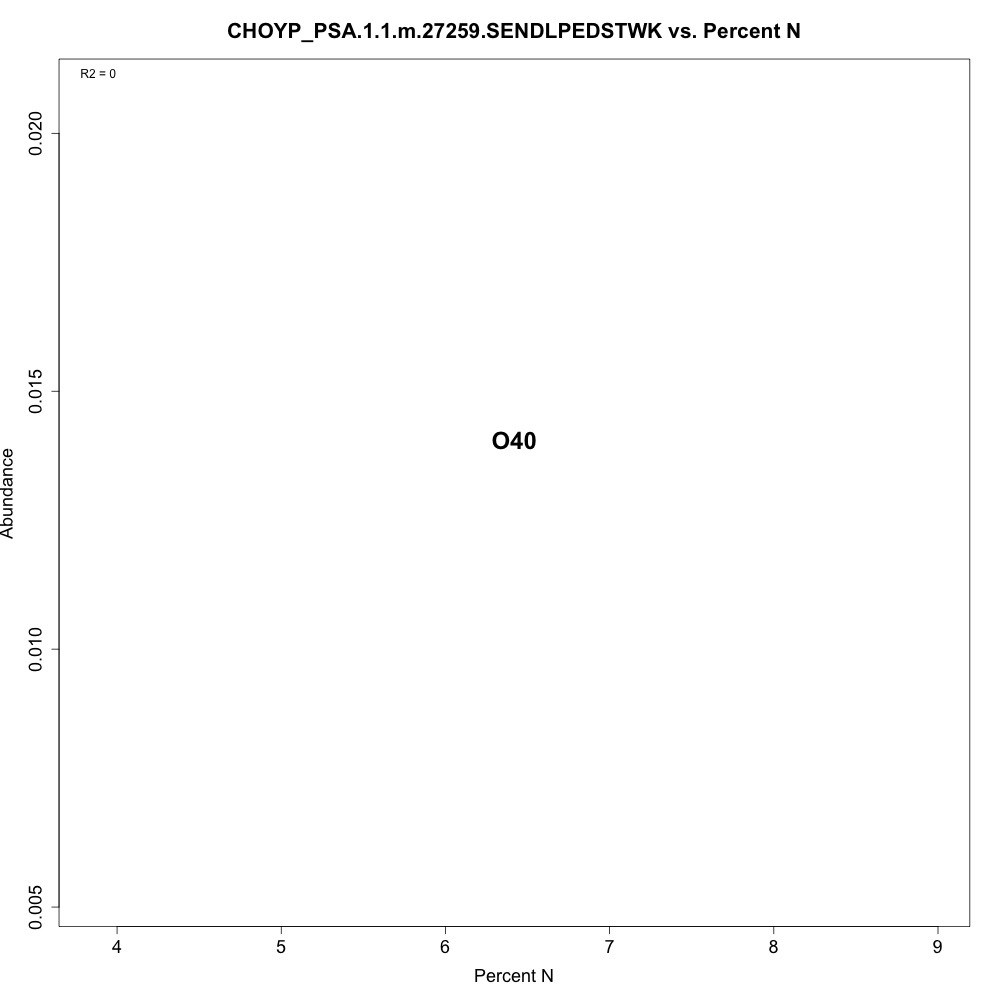 CHOYP_PSA.1.1.m.27259.SENDLPEDSTWK vs. Percent N
R2 = 0
0.020
0.015
O40
Abundance
0.010
0.005
4 5 6 7 8 9
Percent N